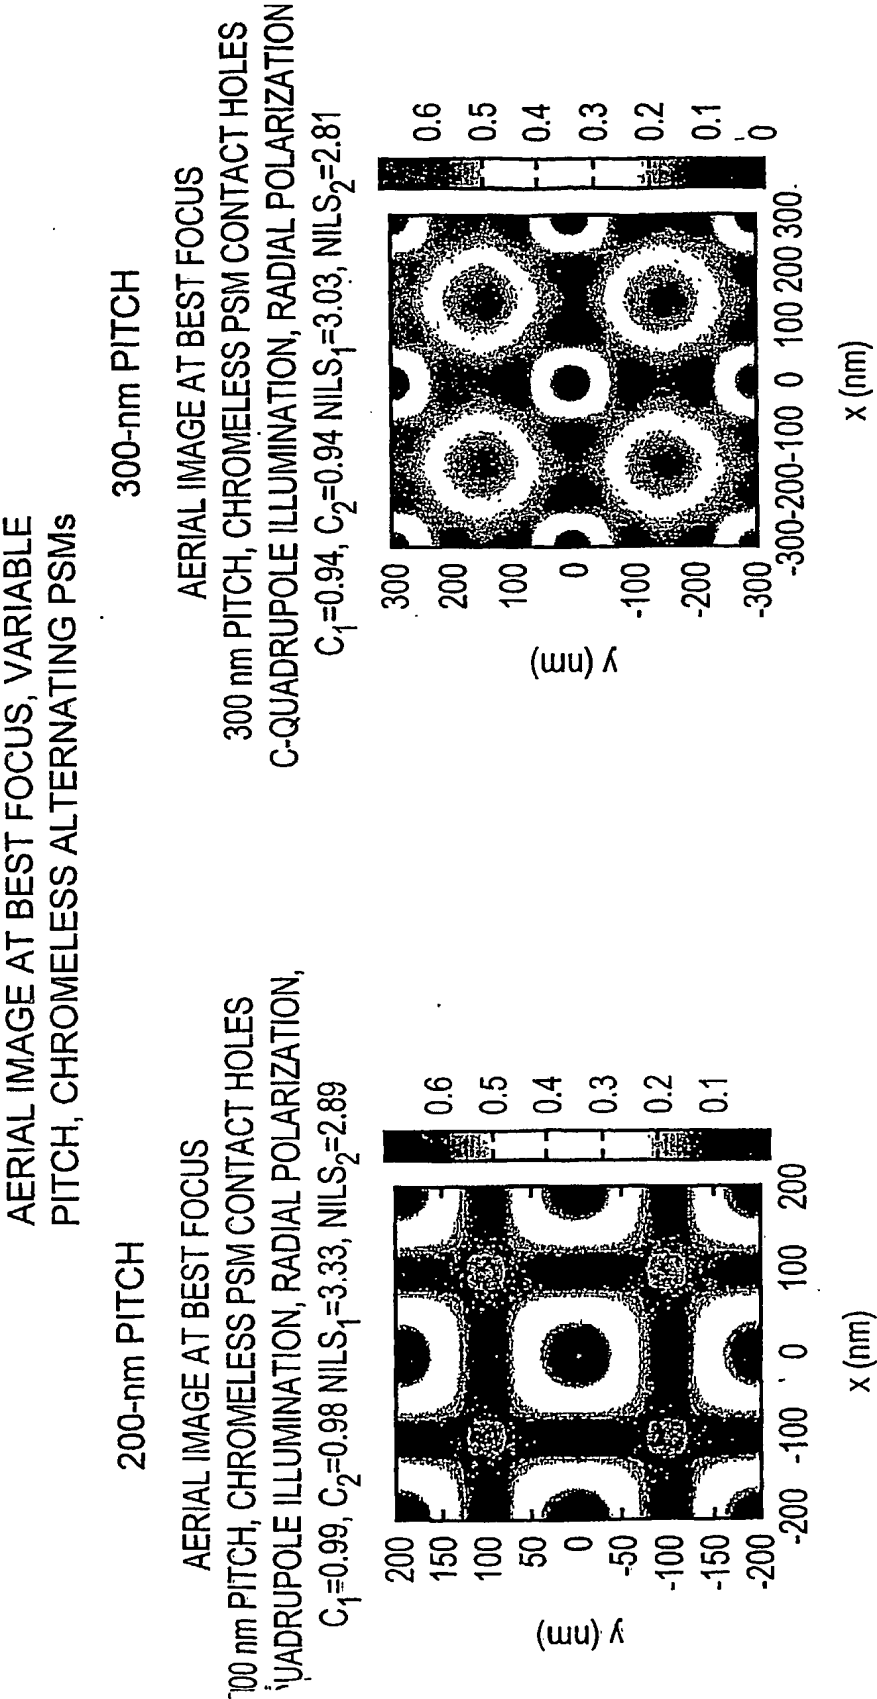 AERIAL IMAGE AT BEST FOCUS, VARIABLE
PITCH, CHROMELESS ALTERNATING PSMs
200-nm PITCH
AERIAL IMAGE AT BEST FOCUS
nm PITCH, CHROMELESS PSM CONTACT HOLES
UADRUPOLE ILLUMINATION, RADIAL POLARIZATION,
C1=0.99, C2=0.98 NILS1=3.33, NILS2=2.89
y (nm)
200
150
100
50
0
-50
-100
-150
-200
-200 -100 0 100 200
x (nm)
0.6
0.5
0.4
0.3
0.2
0.1
300-nm PITCH
AERIAL IMAGE AT BEST FOCUS
300 nm PITCH, CHROMELESS PSM CONTACT HOLES
C-QUADRUPOLE ILLUMINATION, RADIAL POLARIZATION
C1=0.94, C2=0.94 NILS1=3.03, NILS2=2.81
y (nm)
300
200
100
0
-100
-200
-300
-300-200-100 0 100 200 300
x (nm)
0.6
0.5
0.4
0.3
0.2
0.1
0